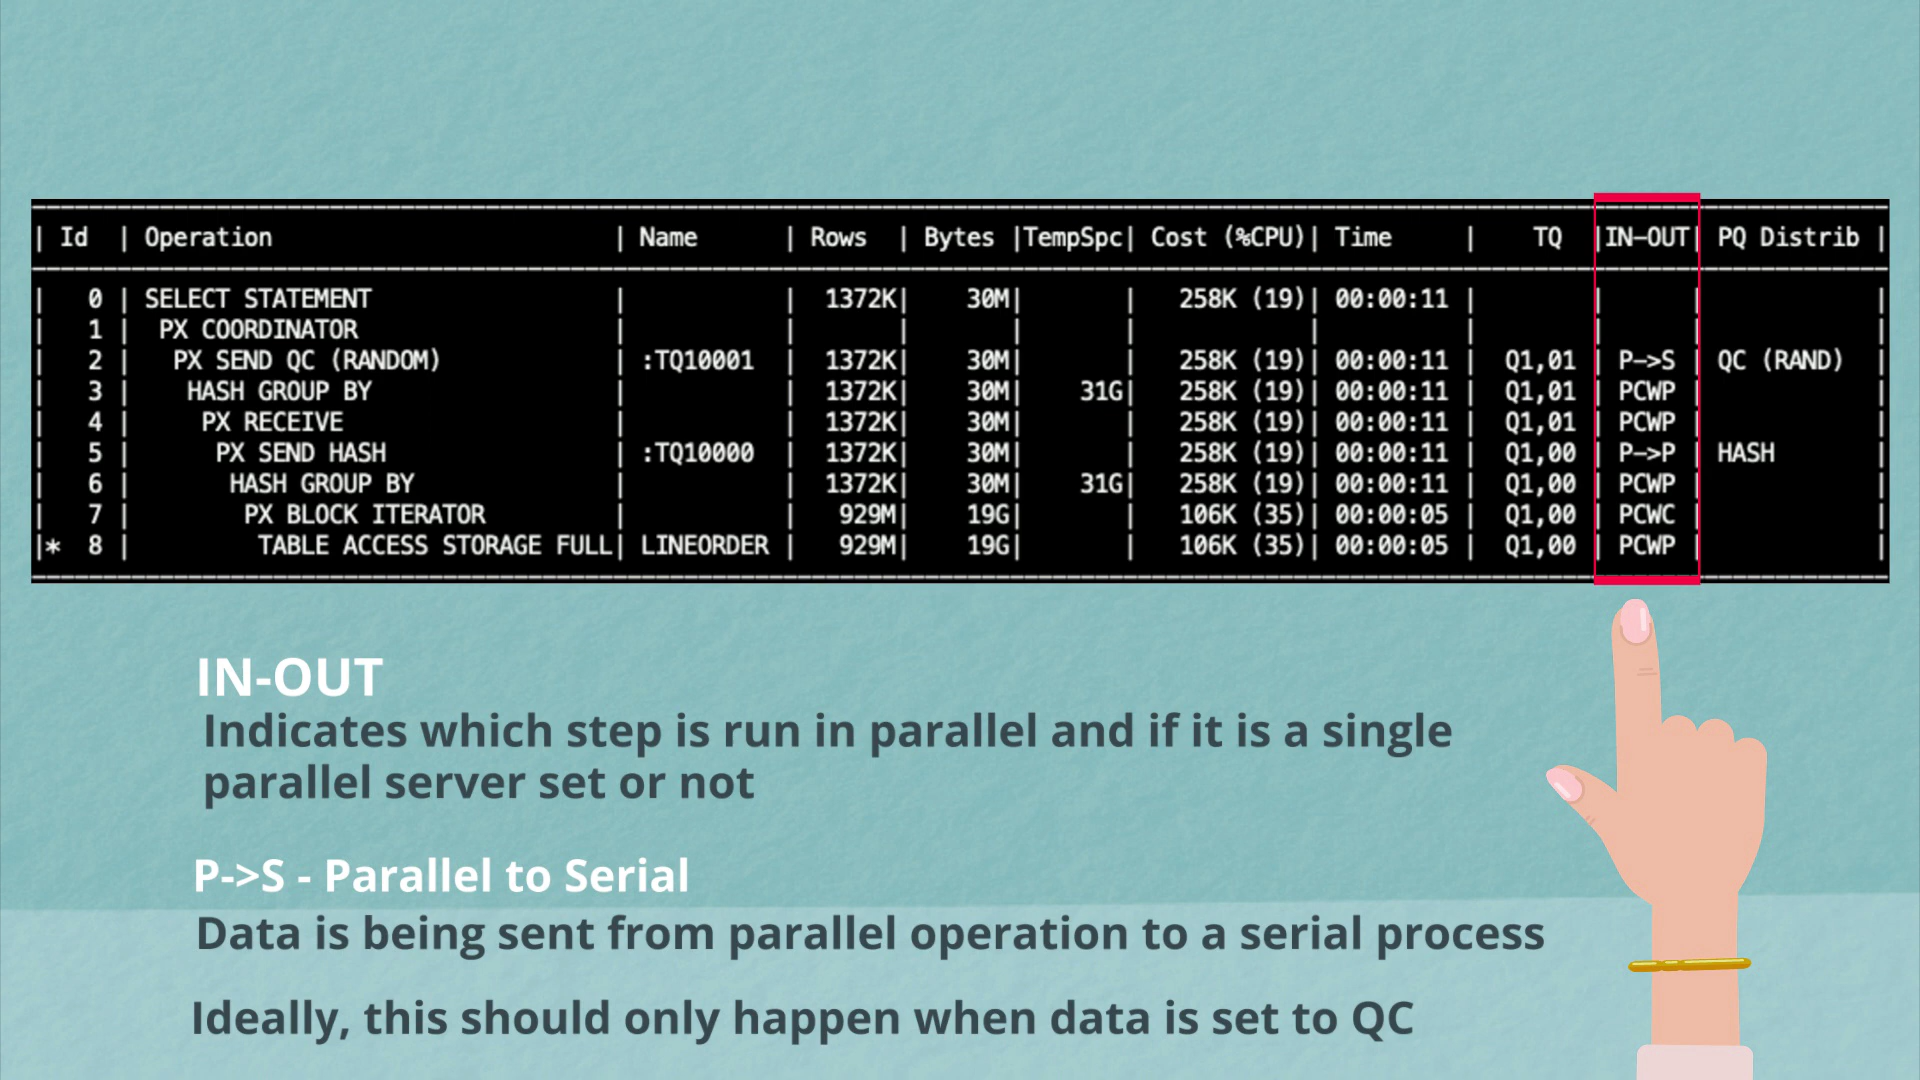 | Id | Operation | Name | Rows | Bytes |TempSpc| Cost (%CPU)| Time | TQ |IN-OUT| PQ Distrib |
| 0 | SELECT STATEMENT | | 1372K| 30M| | 258K (19)| 00:00:11 | | | |
| 1 | PX COORDINATOR | | | | | | | | | |
| 2 | PX SEND QC (RANDOM) | :TQ10001 | 1372K| 30M| | 258K (19)| 00:00:11 | Q1,01 | P->S | QC (RAND) |
| 3 | HASH GROUP BY | | 1372K| 30M| 31G| 258K (19)| 00:00:11 | Q1,01 | PCWP | |
| 4 | PX RECEIVE | | 1372K| 30M| | 258K (19)| 00:00:11 | Q1,01 | PCWP | |
| 5 | PX SEND HASH | :TQ10000 | 1372K| 30M| | 258K (19)| 00:00:11 | Q1,00 | P->P | HASH |
| 6 | HASH GROUP BY | | 1372K| 30M| 31G| 258K (19)| 00:00:11 | Q1,00 | PCWP | |
| 7 | PX BLOCK ITERATOR | | 929M| 19G| | 106K (35)| 00:00:05 | Q1,00 | PCWC | |
|* 8 | TABLE ACCESS STORAGE FULL| LINEORDER | 929M| 19G| | 106K (35)| 00:00:05 | Q1,00 | PCWP | |
IN-OUT
Indicates which step is run in parallel and if it is a single
parallel server set or not
P->S - Parallel to Serial
Data is being sent from parallel operation to a serial process
Ideally, this should only happen when data is set to QC